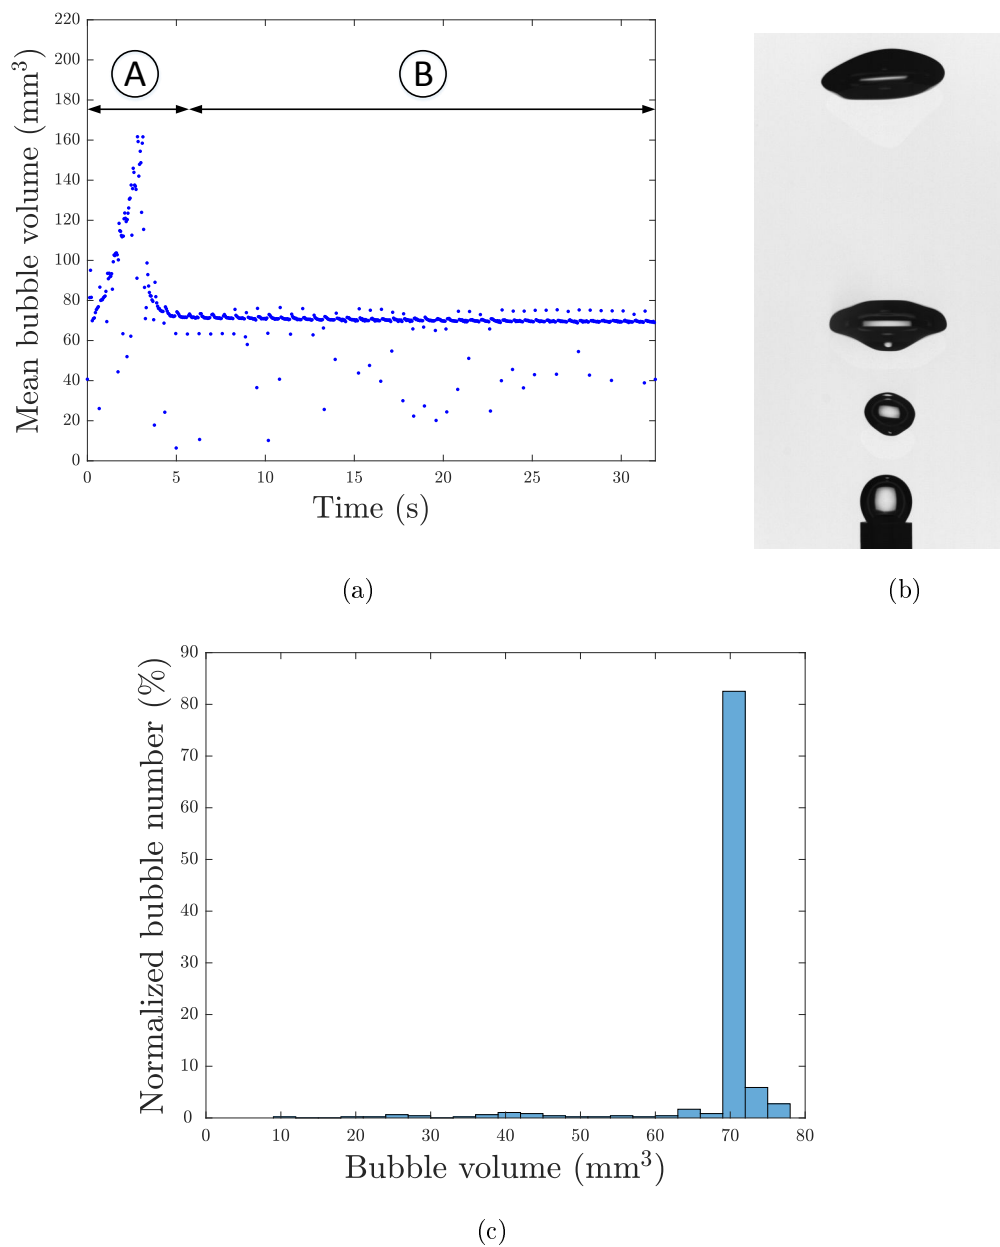 220
200
180
160
140
120
100
80
60
40
20
0
A
B
Mean bubble volume (mm³)
0 5 10 15 20 25 30
Time (s)
(a)
(b)
90
80
70
60
50
40
30
20
10
0
Normalized bubble number (%)
0 10 20 30 40 50 60 70 80
Bubble volume (mm³)
(c)